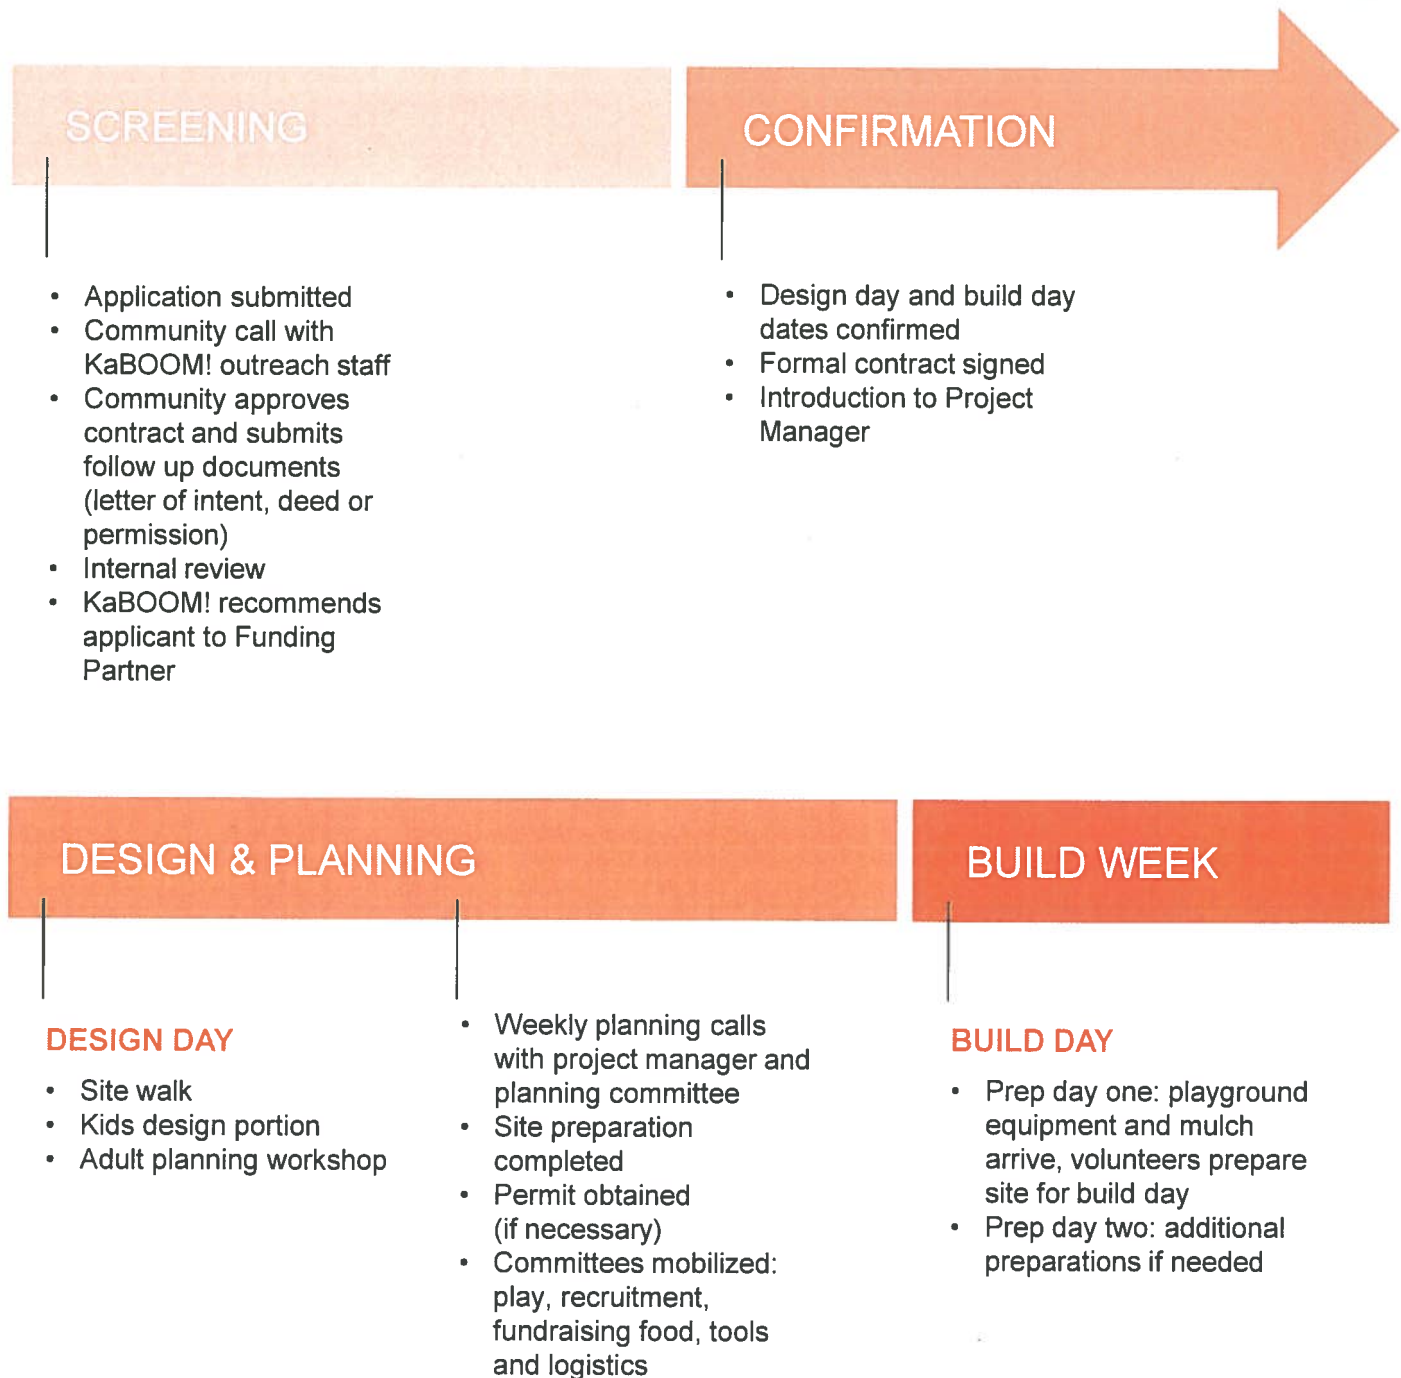 SCREENING
• Application submitted
• Community call with
KaBOOM! outreach staff
• Community approves
contract and submits
follow up documents
(letter of intent, deed or
permission)
• Internal review
• KaBOOM! recommends
applicant to Funding
Partner
CONFIRMATION
• Design day and build day
dates confirmed
• Formal contract signed
• Introduction to Project
Manager
DESIGN & PLANNING
DESIGN DAY
• Site walk
• Kids design portion
• Adult planning workshop
• Weekly planning calls
with project manager and
planning committee
• Site preparation
completed
• Permit obtained
(if necessary)
• Committees mobilized:
play, recruitment,
fundraising food, tools
and logistics
BUILD WEEK
BUILD DAY
• Prep day one: playground
equipment and mulch
arrive, volunteers prepare
site for build day
• Prep day two: additional
preparations if needed